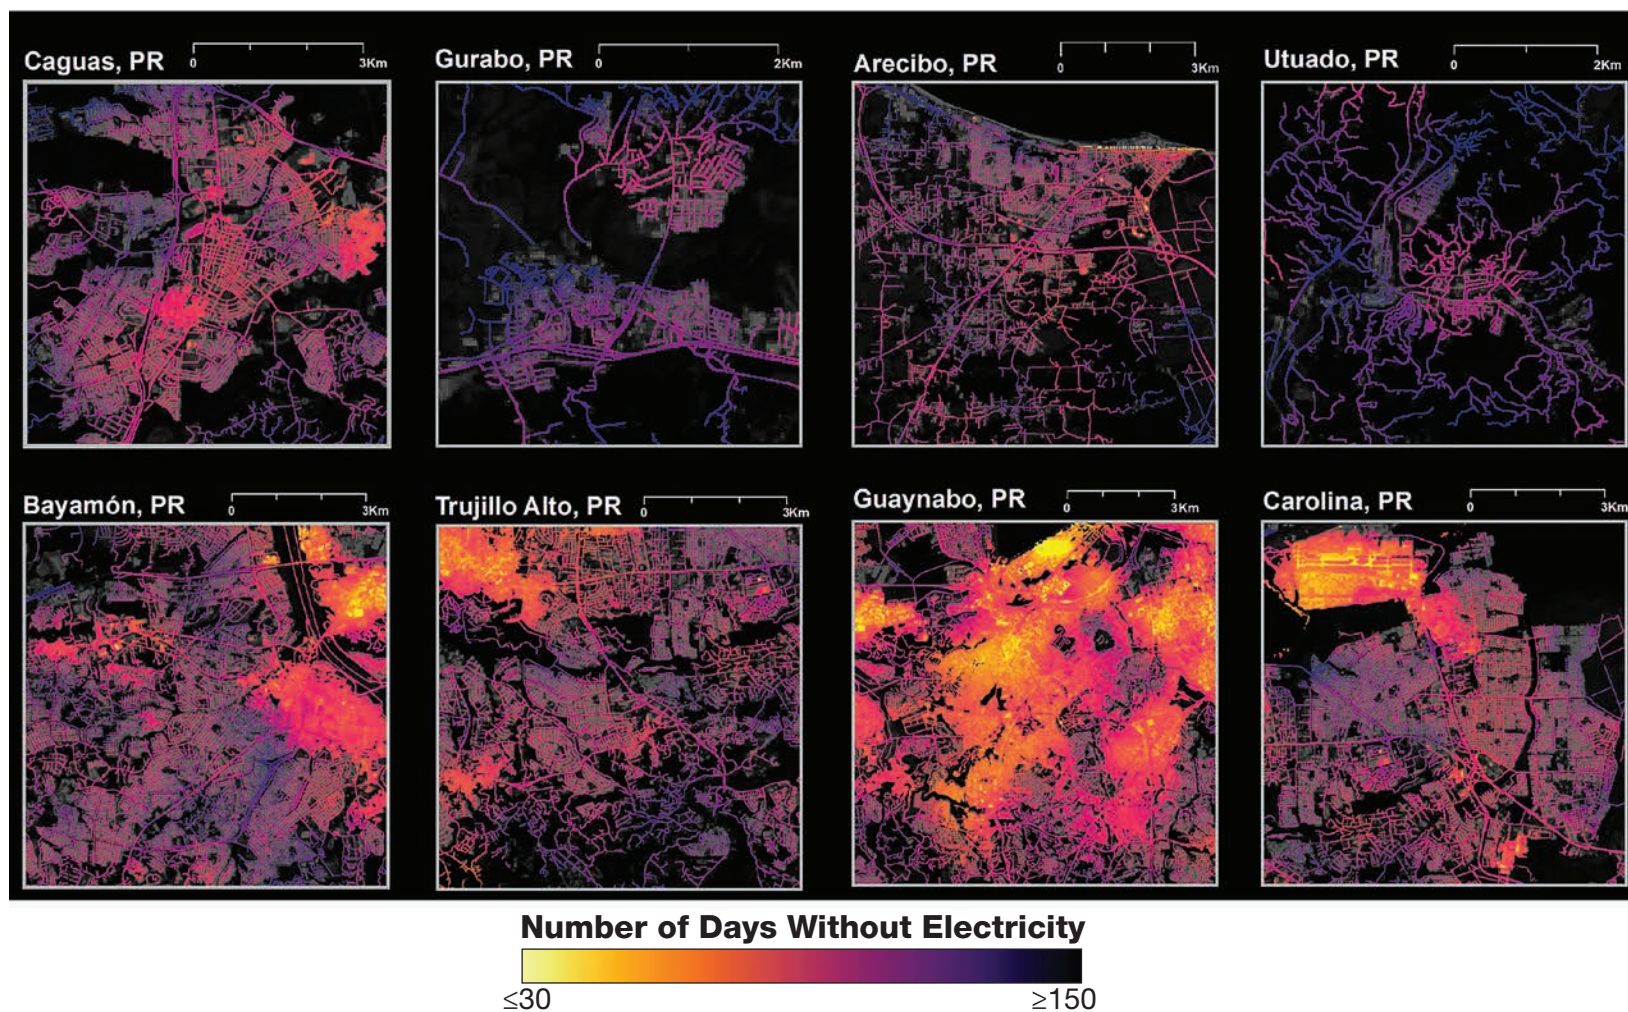 Caguas, PR
0 3Km
Gurabo, PR
0 2Km
Arecibo, PR
0 3Km
Utuado, PR
0 2Km
Bayamón, PR
0 3Km
Trujillo Alto, PR
0 3Km
Guaynabo, PR
0 3Km
Carolina, PR
0 3Km
Number of Days Without Electricity
≤30 ≥150